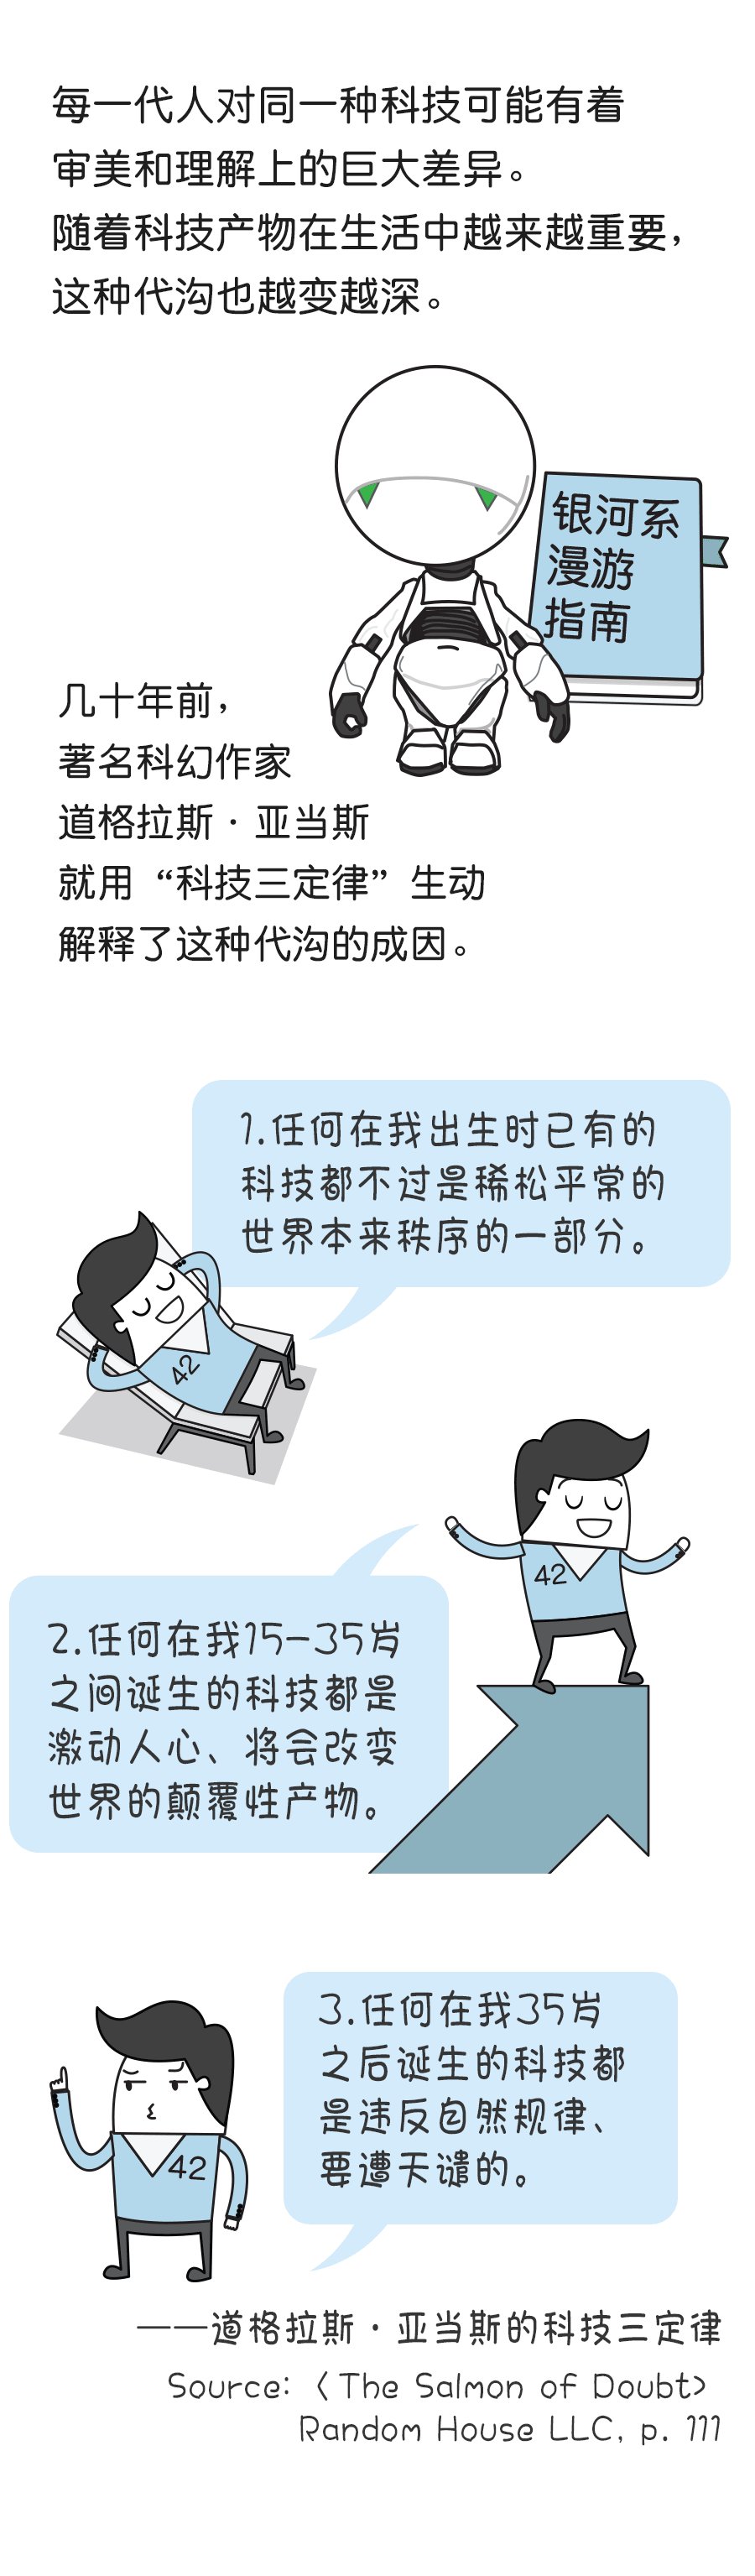 每一代人对同一种科技可能有着
审美和理解上的巨大差异。
随着科技产物在生活中越来越重要，
这种代沟也越变越深。
银河系
漫游
指南
几十年前，
著名科幻作家
道格拉斯·亚当斯
就用“科技三定律”生动
解释了这种代沟的成因。
1.任何在我出生时已有的
科技都不过是稀松平常的
世界本来秩序的一部分。
42
42
2.任何在我15-35岁
之间诞生的科技都是
激动人心、将会改变
世界的颠覆性产物。
3.任何在我35岁
之后诞生的科技都
是违反自然规律、
要遭天谴的。
42
——道格拉斯·亚当斯的科技三定律
Source:〈The Salmon of Doubt>
Random House LLC, p. 111